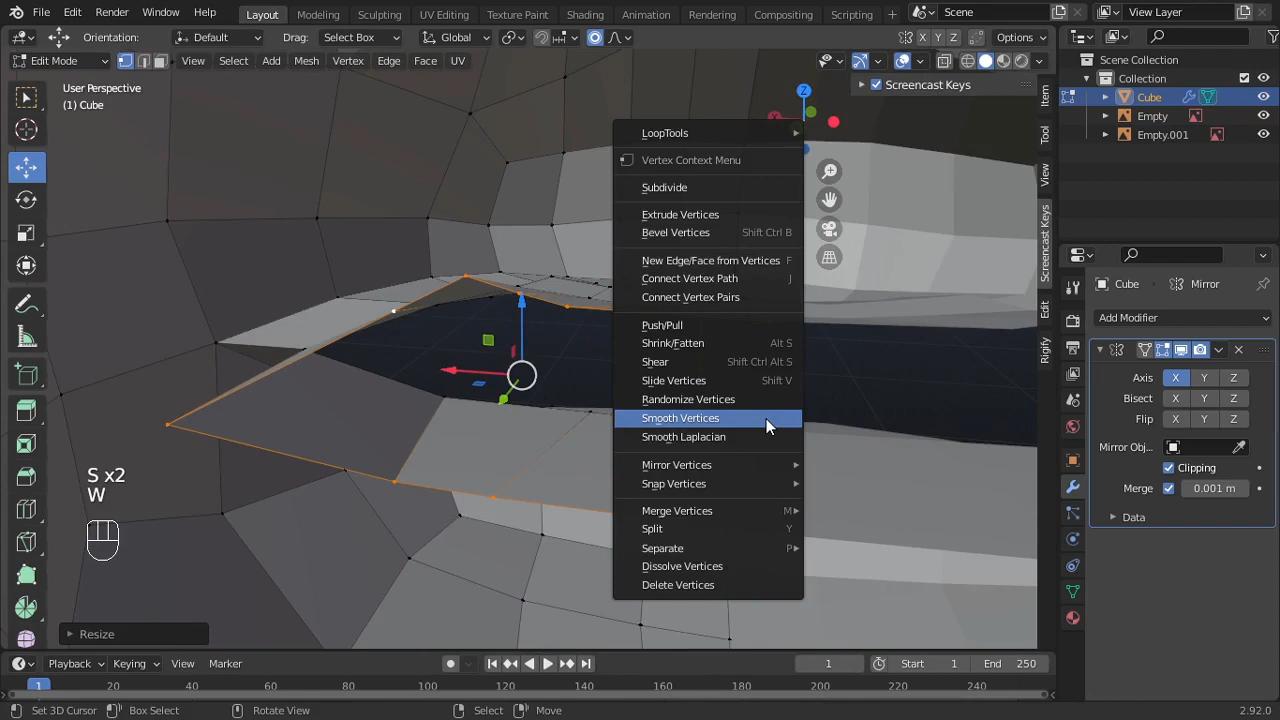 File Edit Render Window Help Layout Modeling Sculpting UV Editing Texture Paint Shading Animation Rendering Compositing Scripting Scene View Layer
Orientation: Default Drag: Select Box Global X Y Z Options
Edit Mode View Select Add Mesh Vertex Edge Face UV
User Perspective
(1) Cube
Screencast Keys
Z
Item
Tool
View
Screencast Keys
Edit
Rigify
LoopTools
Vertex Context Menu
Subdivide
Extrude Vertices
Bevel Vertices Shift Ctrl B
New Edge/Face from Vertices F
Connect Vertex Path J
Connect Vertex Pairs
Push/Pull
Shrink/Fatten Alt S
Shear Shift Ctrl Alt S
Slide Vertices Shift V
Randomize Vertices
Smooth Vertices
Smooth Laplacian
Mirror Vertices
Snap Vertices
Merge Vertices M
Split Y
Separate P
Dissolve Vertices
Delete Vertices
S x2
W
Resize
Scene Collection
Collection
Cube
Empty
Empty.001
Cube Mirror
Add Modifier
Axis X Y Z
Bisect X Y Z
Flip X Y Z
Mirror Obj...
Clipping
Merge 0.001 m
Data
Playback Keying View Marker 1 Start 1 End 250
1 20 40 60 80 100 120 140 160 180 200 220 240
Set 3D Cursor Box Select Rotate View Select Move 2.92.0